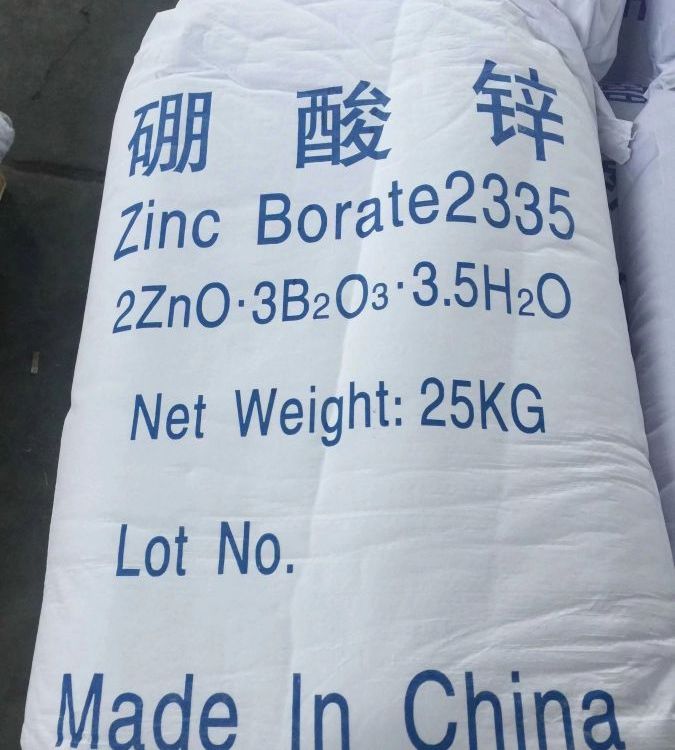 硼 酸 锌
Zinc Borate2335
2ZnO·3B₂O₃·3.5H₂O
Net Weight: 25KG
Lot No.
Made In China